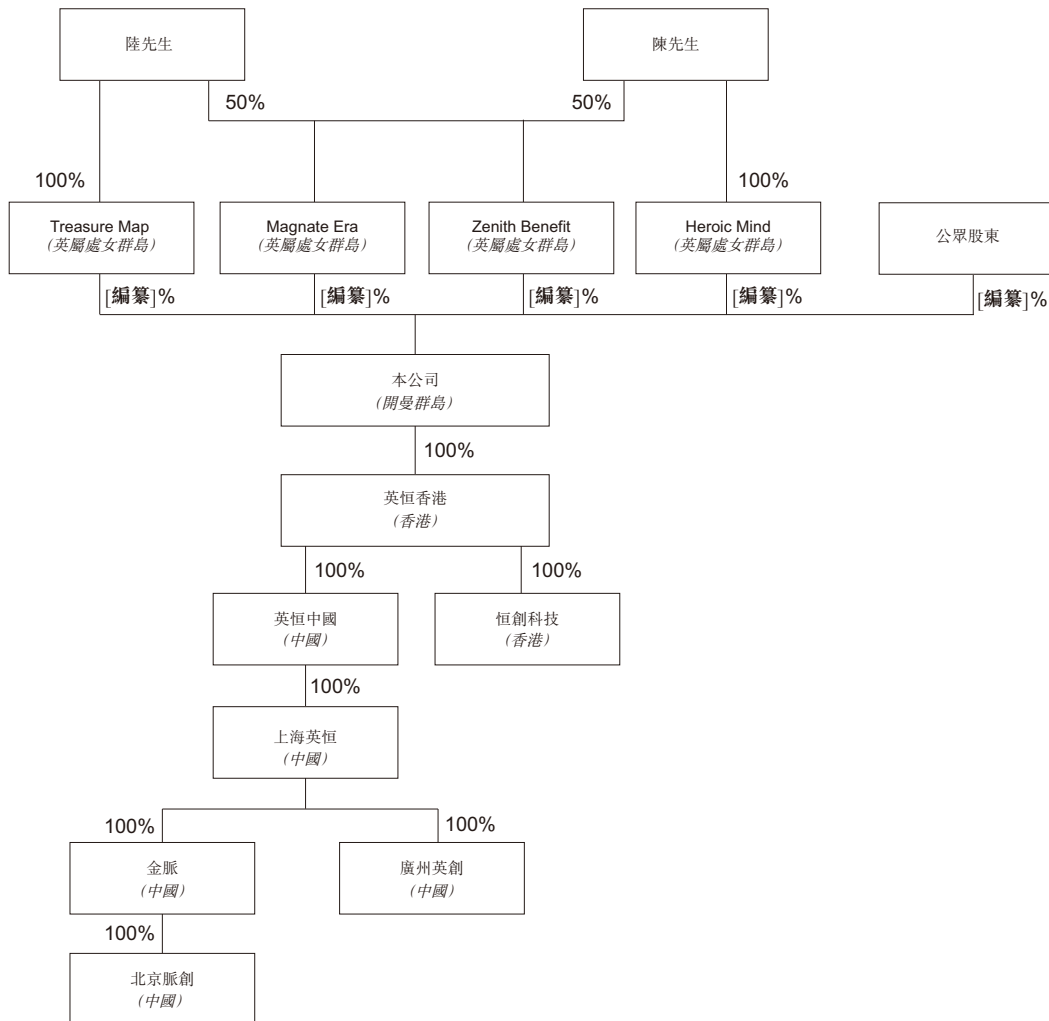 陸先生
陳先生
50%
50%
100%
100%
Treasure Map
(英屬處女群島)
Magnate Era
(英屬處女群島)
Zenith Benefit
(英屬處女群島)
Heroic Mind
(英屬處女群島)
公眾股東
[編纂]%
[編纂]%
[編纂]%
[編纂]%
[編纂]%
本公司
(開曼群島)
100%
英恒香港
(香港)
100%
100%
英恒中國
(中國)
恒創科技
(香港)
100%
上海英恒
(中國)
100%
100%
金脈
(中國)
廣州英創
(中國)
100%
北京脈創
(中國)